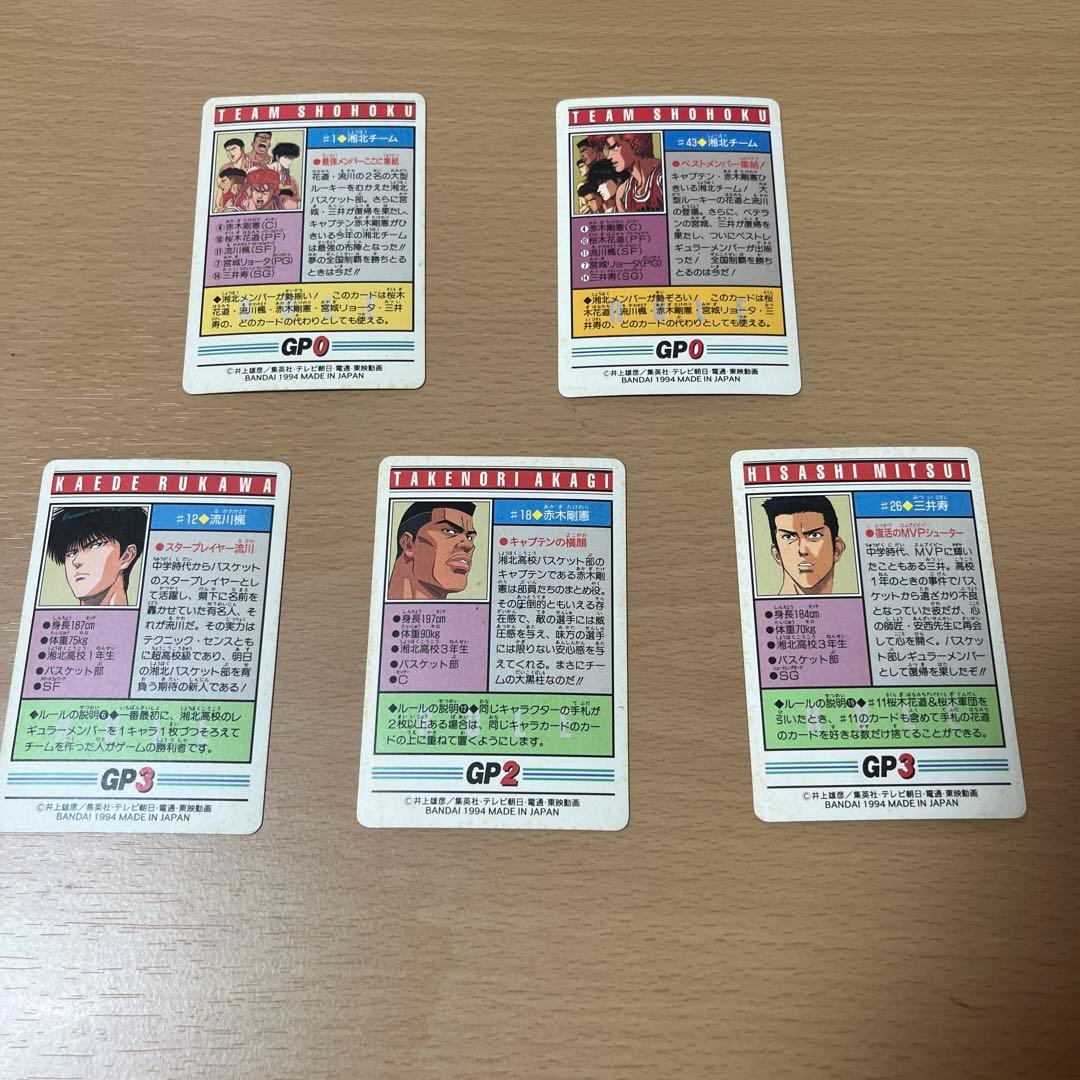 TEAM SHOHOKU
#1◆湘北チーム
●最強メンバーここに集結
花道・流川の2名の大型
ルーキーをむかえた湘北
バスケット部。さらに宮
城・三井が復帰を果たし、
キャプテン赤木剛憲がひ
きいる今年の湘北チーム
は最強の布陣となった!!
夢の全国制覇を勝ちとる
ときは今だ!!
④赤木剛憲(C)
⑩桜木花道(PF)
⑪流川楓(SF)
⑦宮城リョータ(PG)
⑭三井寿(SG)
◆湘北メンバーが勢揃い! このカードは桜木
花道・流川楓・赤木剛憲・宮城リョータ・三井
寿の、どのカードの代わりとしても使える。
GP0
©井上雄彦/集英社・テレビ朝日・電通・東映動画
BANDAI 1994 MADE IN JAPAN
TEAM SHOHOKU
#43◆湘北チーム
●ベストメンバー集結!
キャプテン・赤木剛憲ひ
きいる湘北チーム! 大
型ルーキーの花道と流川
の登場。さらに、ベテラ
ンの宮城、三井が復帰を
果たし、ついにベストレ
ギュラーメンバーが出揃
った! 全国制覇を勝ち
とるのは今だ!
④赤木剛憲(C)
⑩桜木花道(PF)
⑪流川楓(SF)
⑦宮城リョータ(PG)
⑭三井寿(SG)
◆湘北メンバーが勢ぞろい! このカードは桜
木花道・流川楓・赤木剛憲・宮城リョータ・三
井寿の、どのカードの代わりとしても使える。
GP0
©井上雄彦/集英社・テレビ朝日・電通・東映動画
BANDAI 1994 MADE IN JAPAN
KAEDE RUKAWA
#12◆流川楓
●スタープレイヤー流川
中学時代からバスケット
のスタープレイヤーとし
て活躍し、県下に名前を
轟かせていた有名人、そ
れが流川だ。その実力は
テクニック・センスとも
に超高校級であり、明日
の湘北バスケット部を背
負う期待の新人である!
●身長187cm
●体重75kg
●湘北高校1年生
●バスケット部
●SF
◆ルールの説明⑥◆一番最初に、湘北高校のレ
ギュラーメンバーを1キャラ1枚づつそろえて
チームを作った人がゲームの勝利者です。
GP3
©井上雄彦/集英社・テレビ朝日・電通・東映動画
BANDAI 1994 MADE IN JAPAN
TAKENORI AKAGI
#18◆赤木剛憲
●キャプテンの横顔
湘北高校バスケット部の
キャプテンである赤木剛
憲は部員たちのまとめ役。
その圧倒的ともいえる存
在感で、敵の選手には威
圧感を与え、味方の選手
には限りない安心感を与
えてくれる。まさにチー
ムの大黒柱なのだ!!
●身長197cm
●体重90kg
●湘北高校3年生
●バスケット部
●C
◆ルールの説明⑫◆同じキャラクターの手札が
2枚以上ある場合は、同じキャラカードのカー
ドの上に重ねて置くようにします。
GP2
©井上雄彦/集英社・テレビ朝日・電通・東映動画
BANDAI 1994 MADE IN JAPAN
HISASHI MITSUI
#26◆三井寿
●復活のMVPシューター
中学時代、MVPに輝い
たこともある三井。高校
1年のときの事件でバス
ケットから遠ざかり不良
となっていた彼だが、心
の師匠・安西先生に再会
して心を開く。バスケッ
ト部レギュラーメンバー
として復帰を果したぞ!!
●身長184cm
●体重70kg
●湘北高校3年生
●バスケット部
●SG
◆ルールの説明⑲◆#11桜木花道&桜木軍団を
引いたとき、#11のカードも含めて手札の花道
のカードを好きな数だけ捨てることができる。
GP3
©井上雄彦/集英社・テレビ朝日・電通・東映動画
BANDAI 1994 MADE IN JAPAN